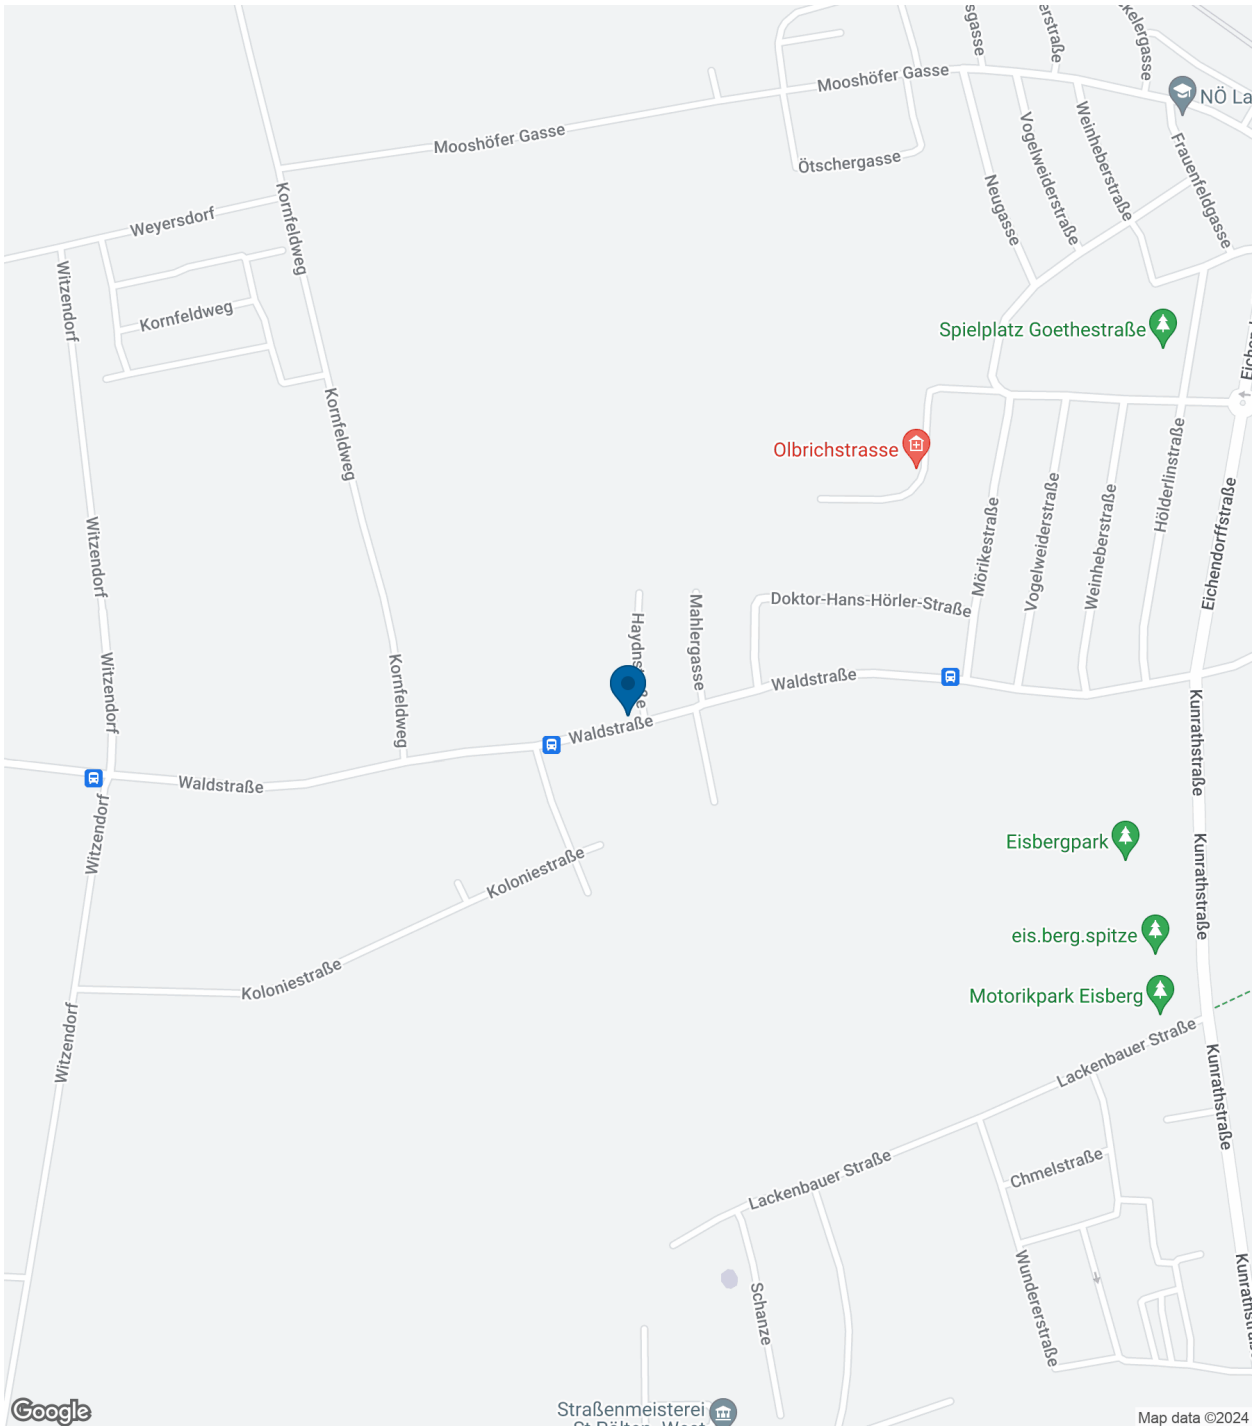 Mooshöfer Gasse
NÖ La
Mooshöfer Gasse
Ötschergasse
Vogelweiderstraße
Weinheberstraße
Frauenfeldgasse
Neugasse
Kornfeldweg
Weyersdorf
Witzendorf
Kornfeldweg
Spielplatz Goethestraße
Kornfeldweg
Olbrichstrasse
Hölderlinstraße
Eichendorffstraße
Witzendorf
Mörikestraße
Vogelweiderstraße
Weinheberstraße
Doktor-Hans-Hörler-Straße
Mahlergasse
Witzendorf
Kornfeldweg
Waldstraße
Waldstraße
Kunrathstraße
Waldstraße
Witzendorf
Eisbergpark
Kunrathstraße
Koloniestraße
eis.berg.spitze
Koloniestraße
Motorikpark Eisberg
Witzendorf
Lackenbauer Straße
Kunrathstraße
Chmelstraße
Lackenbauer Straße
Schanze
Wundererstraße
Straßenmeisterei
Google
Map data ©2024